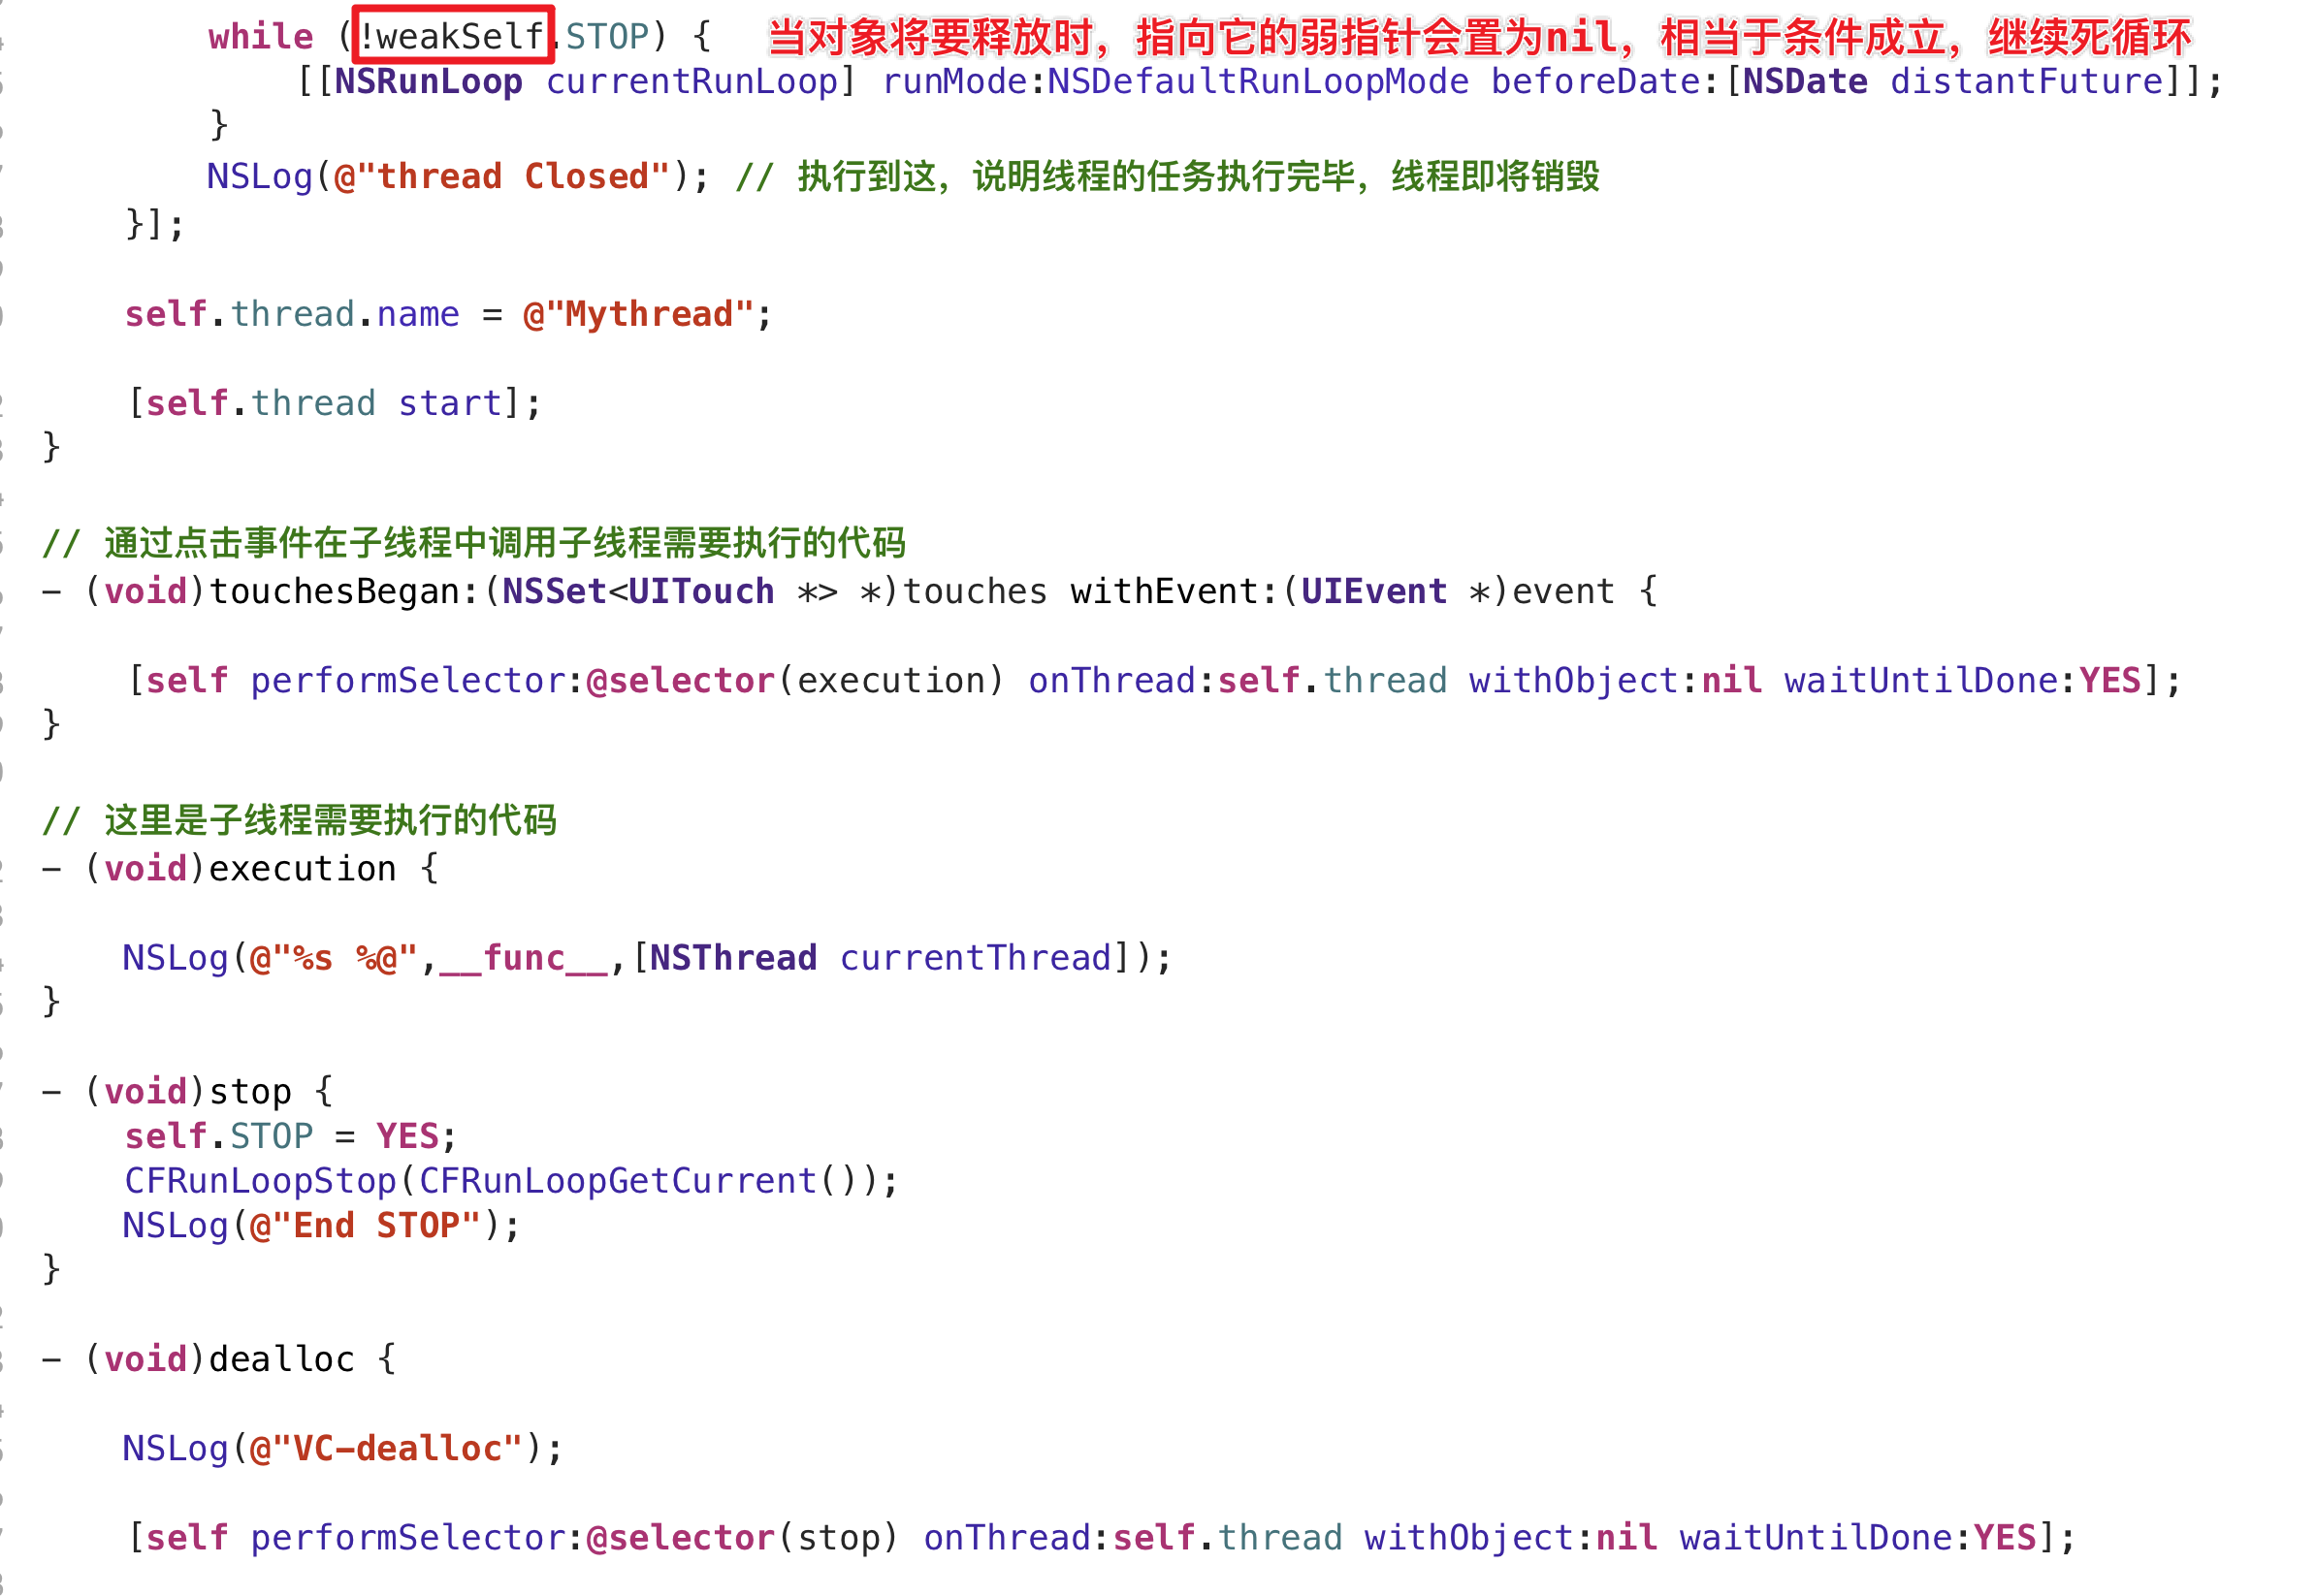 while (!weakSelf.STOP) { 当对象将要释放时，指向它的弱指针会置为nil，相当于条件成立，继续死循环
[[NSRunLoop currentRunLoop] runMode:NSDefaultRunLoopMode beforeDate:[NSDate distantFuture]];
}
NSLog(@"thread Closed"); // 执行到这，说明线程的任务执行完毕，线程即将销毁
}];
self.thread.name = @"Mythread";
[self.thread start];
}
// 通过点击事件在子线程中调用子线程需要执行的代码
- (void)touchesBegan:(NSSet<UITouch *> *)touches withEvent:(UIEvent *)event {
[self performSelector:@selector(execution) onThread:self.thread withObject:nil waitUntilDone:YES];
}
// 这里是子线程需要执行的代码
- (void)execution {
NSLog(@"%s %@",__func__,[NSThread currentThread]);
}
- (void)stop {
self.STOP = YES;
CFRunLoopStop(CFRunLoopGetCurrent());
NSLog(@"End STOP");
}
- (void)dealloc {
NSLog(@"VC-dealloc");
[self performSelector:@selector(stop) onThread:self.thread withObject:nil waitUntilDone:YES];